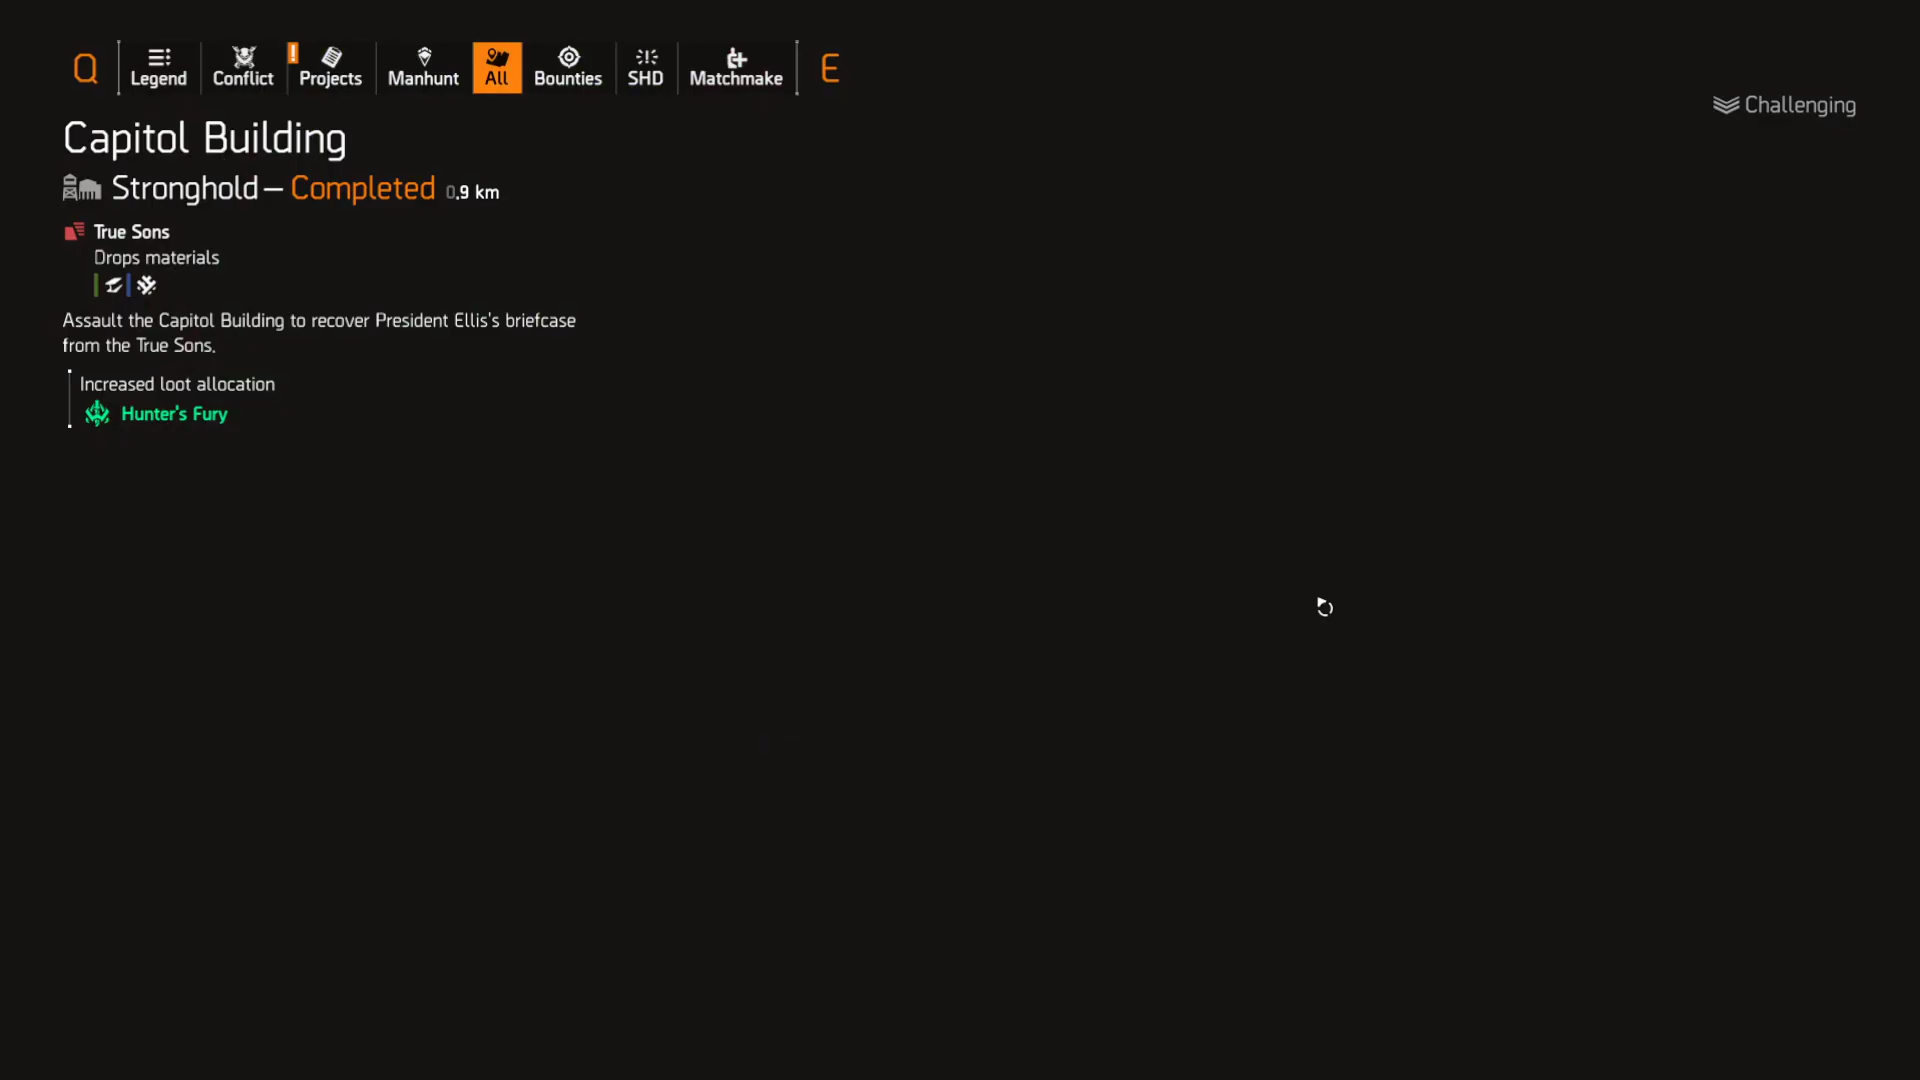 Q Legend Conflict ! Projects Manhunt All Bounties SHD Matchmake E
Challenging
Capitol Building
Stronghold — Completed 0.9 km
True Sons
Drops materials
Assault the Capitol Building to recover President Ellis's briefcase
from the True Sons.
Increased loot allocation
Hunter's Fury